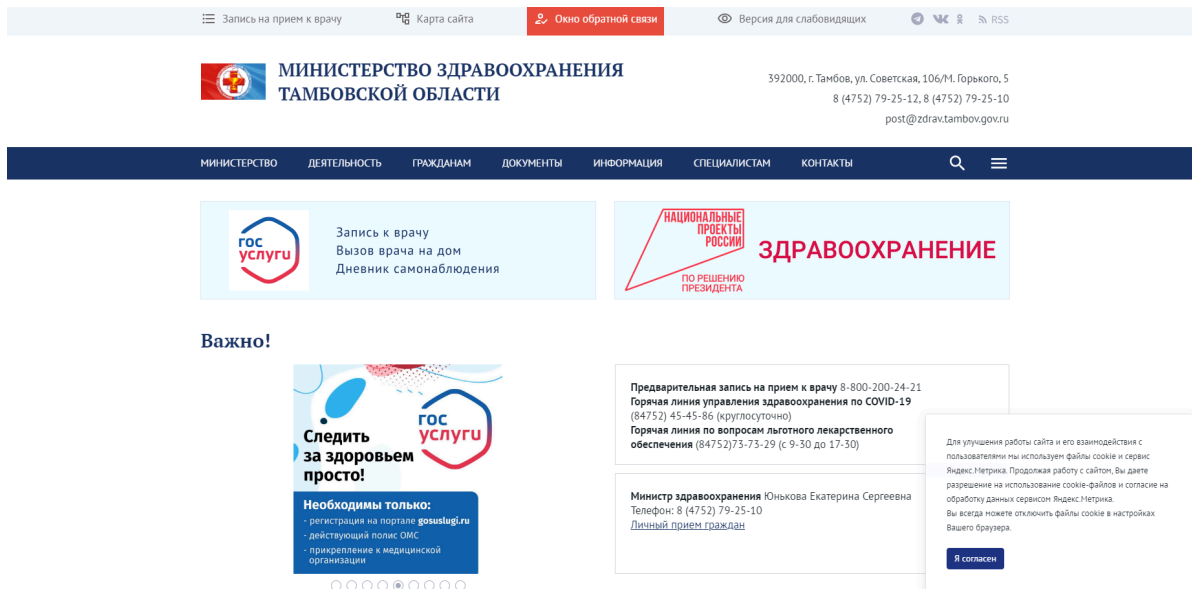 Запись на прием к врачу
Карта сайта
Окно обратной связи
Версия для слабовидящих
RSS
МИНИСТЕРСТВО ЗДРАВООХРАНЕНИЯ
ТАМБОВСКОЙ ОБЛАСТИ
392000, г. Тамбов, ул. Советская, 106/М. Горького, 5
8 (4752) 79-25-12, 8 (4752) 79-25-10
post@zdrav.tambov.gov.ru
МИНИСТЕРСТВО ДЕЯТЕЛЬНОСТЬ ГРАЖДАНАМ ДОКУМЕНТЫ ИНФОРМАЦИЯ СПЕЦИАЛИСТАМ КОНТАКТЫ
гос
услуги
Запись к врачу
Вызов врача на дом
Дневник самонаблюдения
НАЦИОНАЛЬНЫЕ
ПРОЕКТЫ
РОССИИ
ПО РЕШЕНИЮ
ПРЕЗИДЕНТА
ЗДРАВООХРАНЕНИЕ
Важно!
гос
услуги
Следить
за здоровьем
просто!
Необходимы только:
- регистрация на портале gosuslugi.ru
- действующий полис ОМС
- прикрепление к медицинской
организации
Предварительная запись на прием к врачу 8-800-200-24-21
Горячая линия управления здравоохранения по COVID-19
(84752) 45-45-86 (круглосуточно)
Горячая линия по вопросам льготного лекарственного
обеспечения (84752)73-73-29 (с 9-30 до 17-30)
Министр здравоохранения Юнькова Екатерина Сергеевна
Телефон: 8 (4752) 79-25-10
Личный прием граждан
Для улучшения работы сайта и его взаимодействия с
пользователями мы используем файлы cookie и сервис
Яндекс.Метрика. Продолжая работу с сайтом, Вы даете
разрешение на использование cookie-файлов и согласие на
обработку данных сервисом Яндекс.Метрика.
Вы всегда можете отключить файлы cookie в настройках
Вашего браузера.
Я согласен